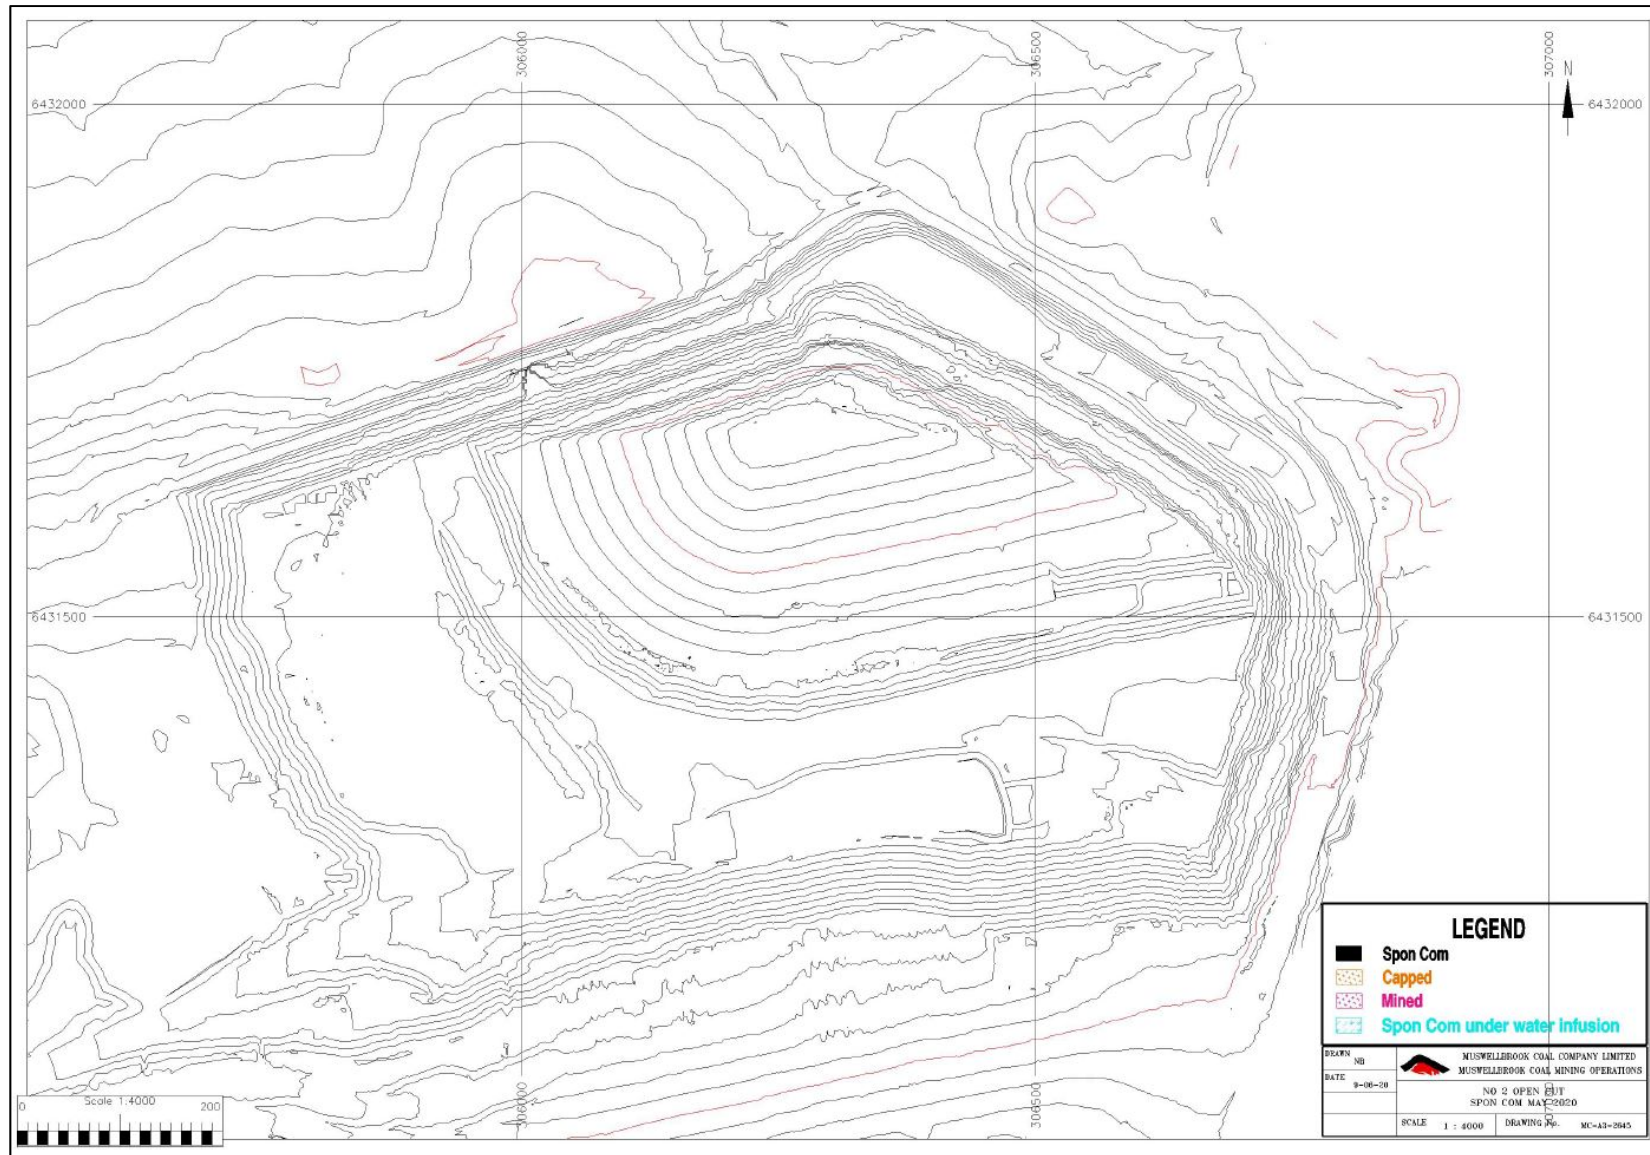 306000
306500
307000
N
6432000
6432000
6431500
6431500
306000
306500
307000
0 Scale 1:4000 200
LEGEND
Spon Com
Capped
Mined
Spon Com under water infusion
DRAWN NB
DATE 9-06-20
MUSWELLBROOK COAL COMPANY LIMITED
MUSWELLBROOK COAL MINING OPERATIONS
NO 2 OPEN CUT
SPON COM MAY 2020
SCALE 1 : 4000 DRAWING No. MC-A3-2645